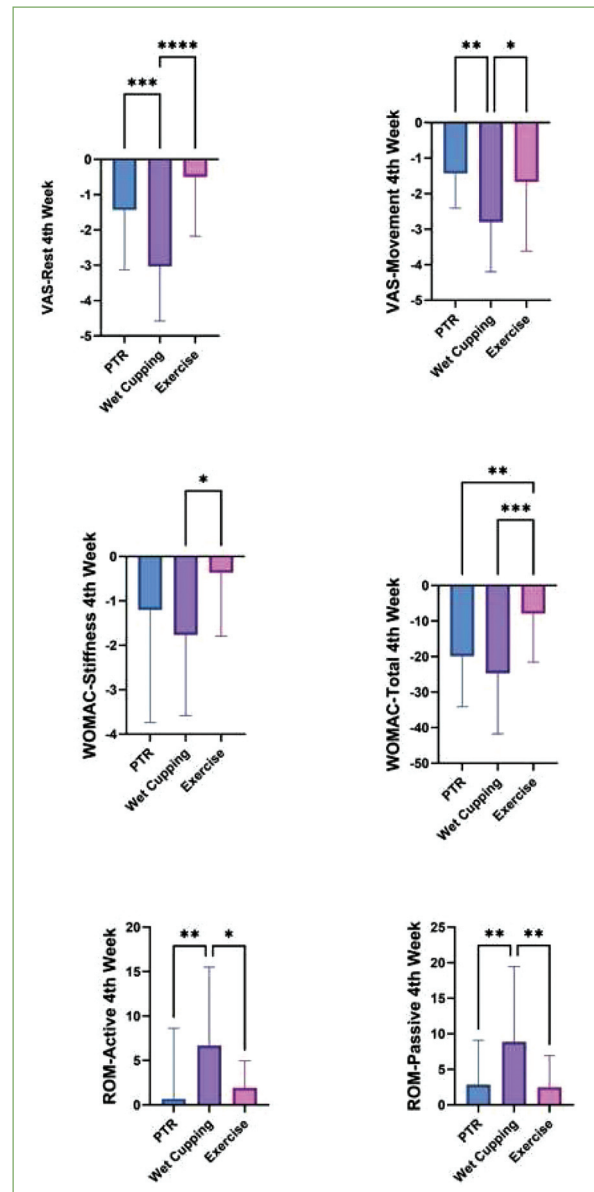 ****
***
VAS-Rest 4th Week
0
-1
-2
-3
-4
-5
PTR
Wet Cupping
Exercise
**
*
VAS-Movement 4th Week
0
-1
-2
-3
-4
-5
PTR
Wet Cupping
Exercise
*
WOMAC-Stiffness 4th Week
0
-1
-2
-3
-4
PTR
Wet Cupping
Exercise
**
***
WOMAC-Total 4th Week
0
-10
-20
-30
-40
-50
PTR
Wet Cupping
Exercise
**
*
ROM-Active 4th Week
20
15
10
5
0
PTR
Wet Cupping
Exercise
**
**
ROM-Passive 4th Week
25
20
15
10
5
0
PTR
Wet Cupping
Exercise